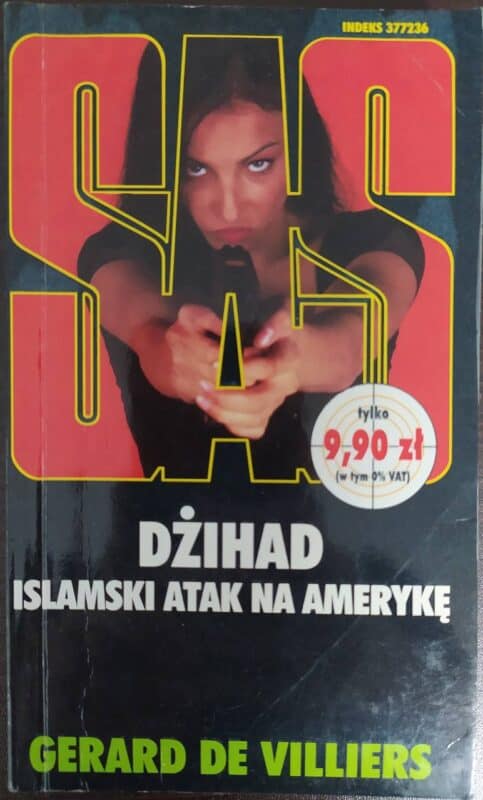 INDEKS 377236
SAS
tylko
9,90 zł
(w tym 0% VAT)
DŻIHAD
ISLAMSKI ATAK NA AMERYKĘ
GERARD DE VILLIERS